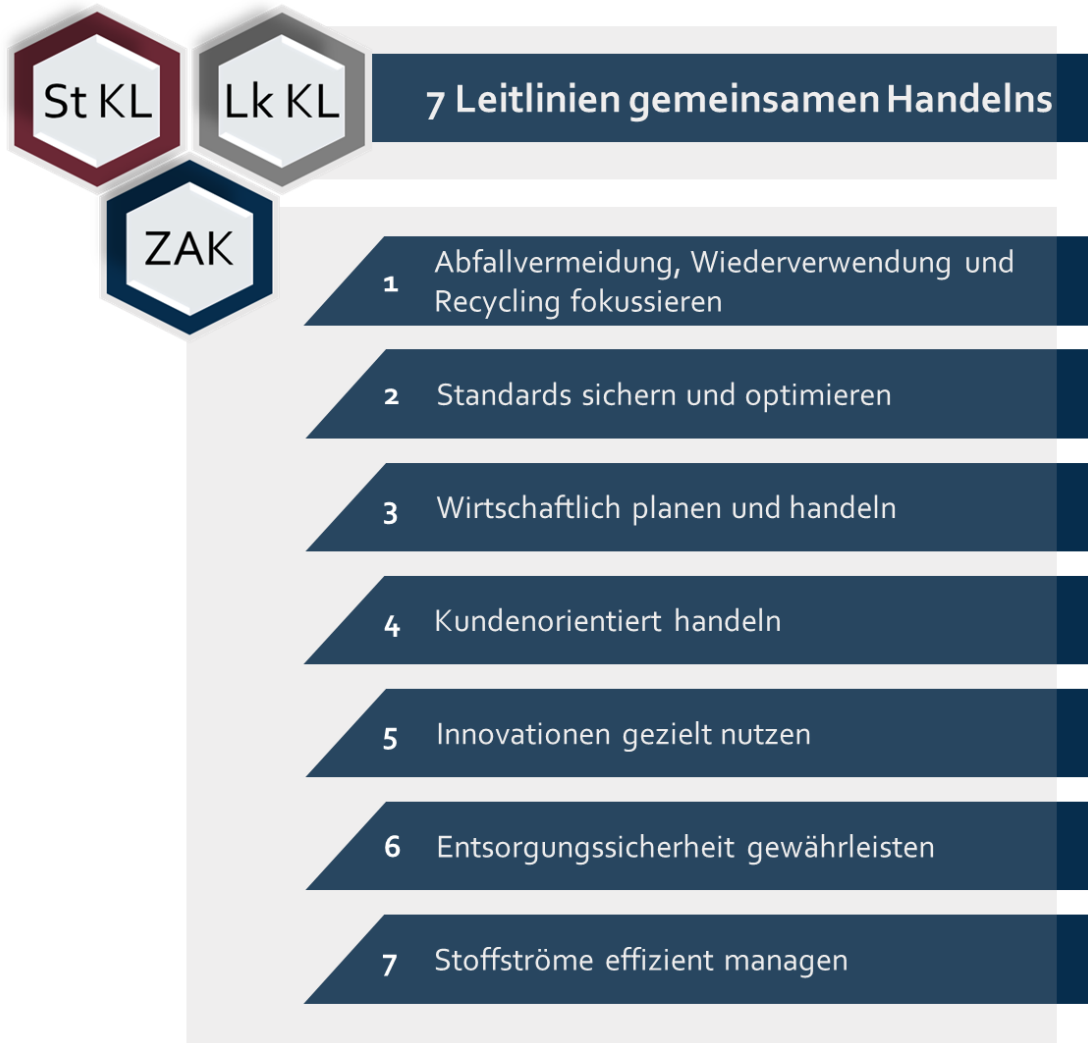 St KL
Lk KL
ZAK
7 Leitlinien gemeinsamen Handelns
1 Abfallvermeidung, Wiederverwendung und
Recycling fokussieren
2 Standards sichern und optimieren
3 Wirtschaftlich planen und handeln
4 Kundenorientiert handeln
5 Innovationen gezielt nutzen
6 Entsorgungssicherheit gewährleisten
7 Stoffströme effizient managen